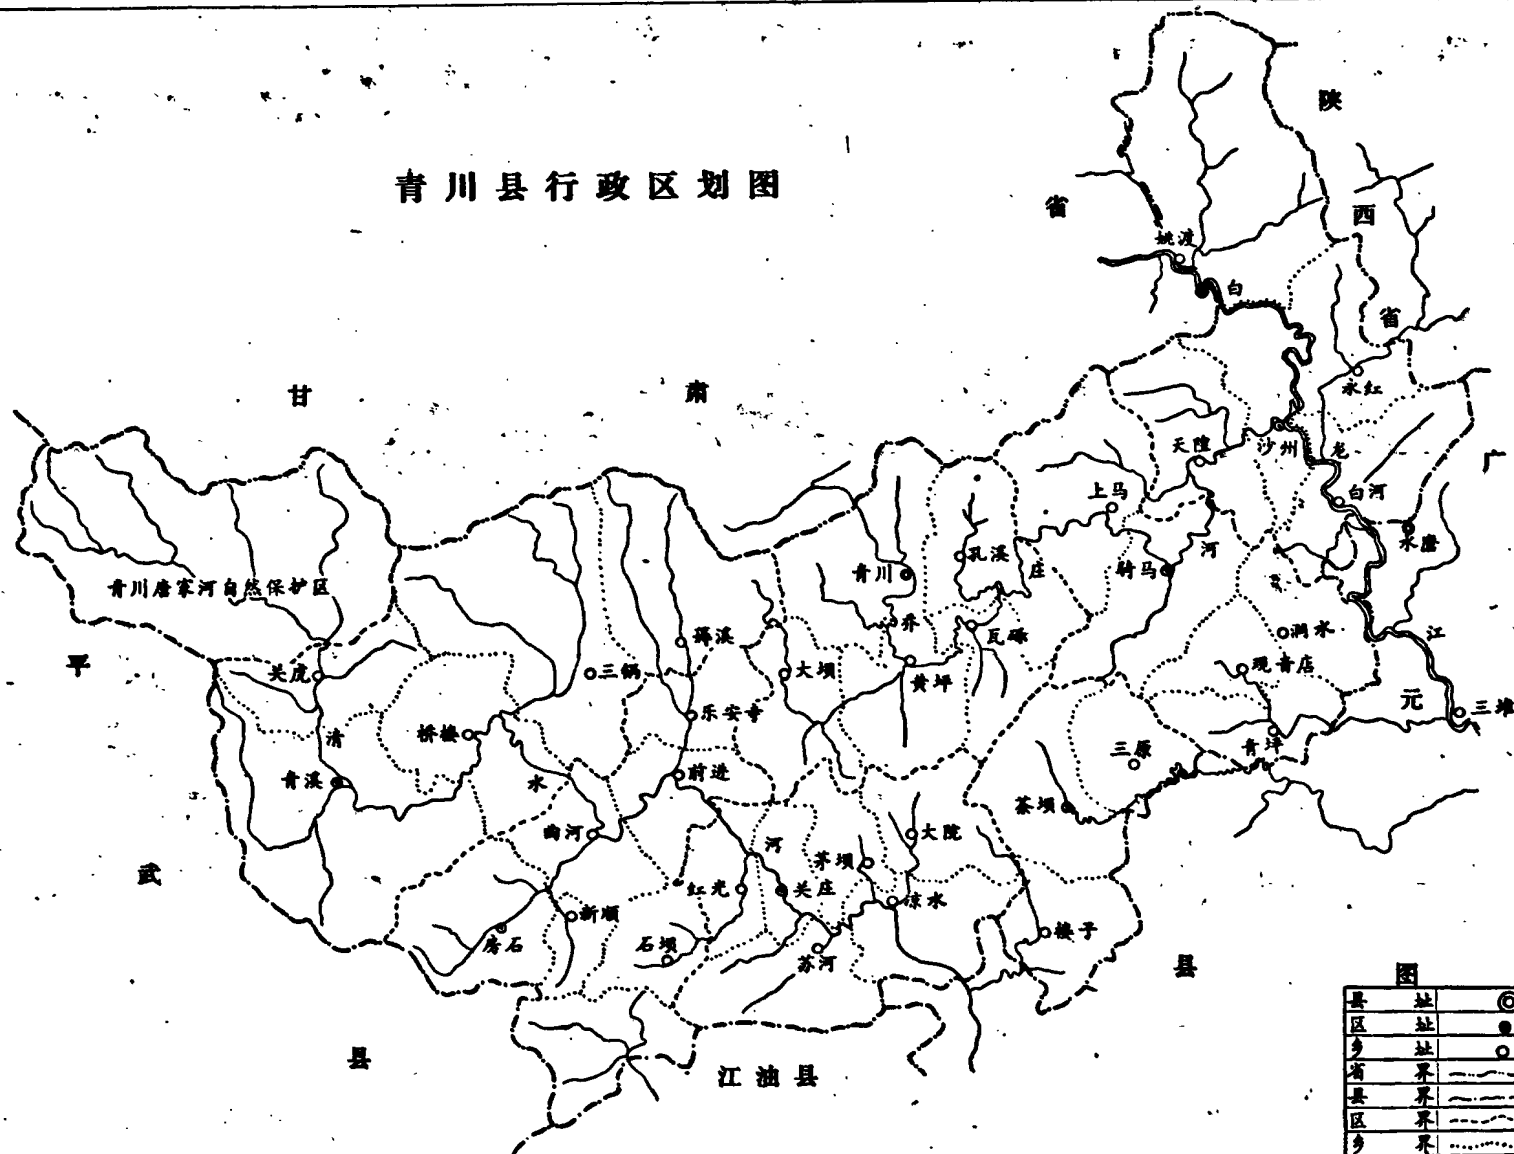 青川县行政区划图
陕
西
省
省
甘
肃
姚渡
白
永红
天隍
沙州
龙
广
上马
白河
水磨
青川
孔溪
庄
骑马
河
青川唐家河自然保护区
乔
瓦砾
洞水
江
平
蒿溪
关虎
三锅
大坝
黄坪
观音店
元
三堆
乐安寺
清
桥楼
三原
青坪
青溪
水
前进
茶坝
曲河
河
大院
武
茅坝
红光
关庄
凉水
新顺
房石
石坝
苏河
楼子
县
县
江油县
图
县 址
区 址
乡 址
省 界
县 界
区 界
乡 界